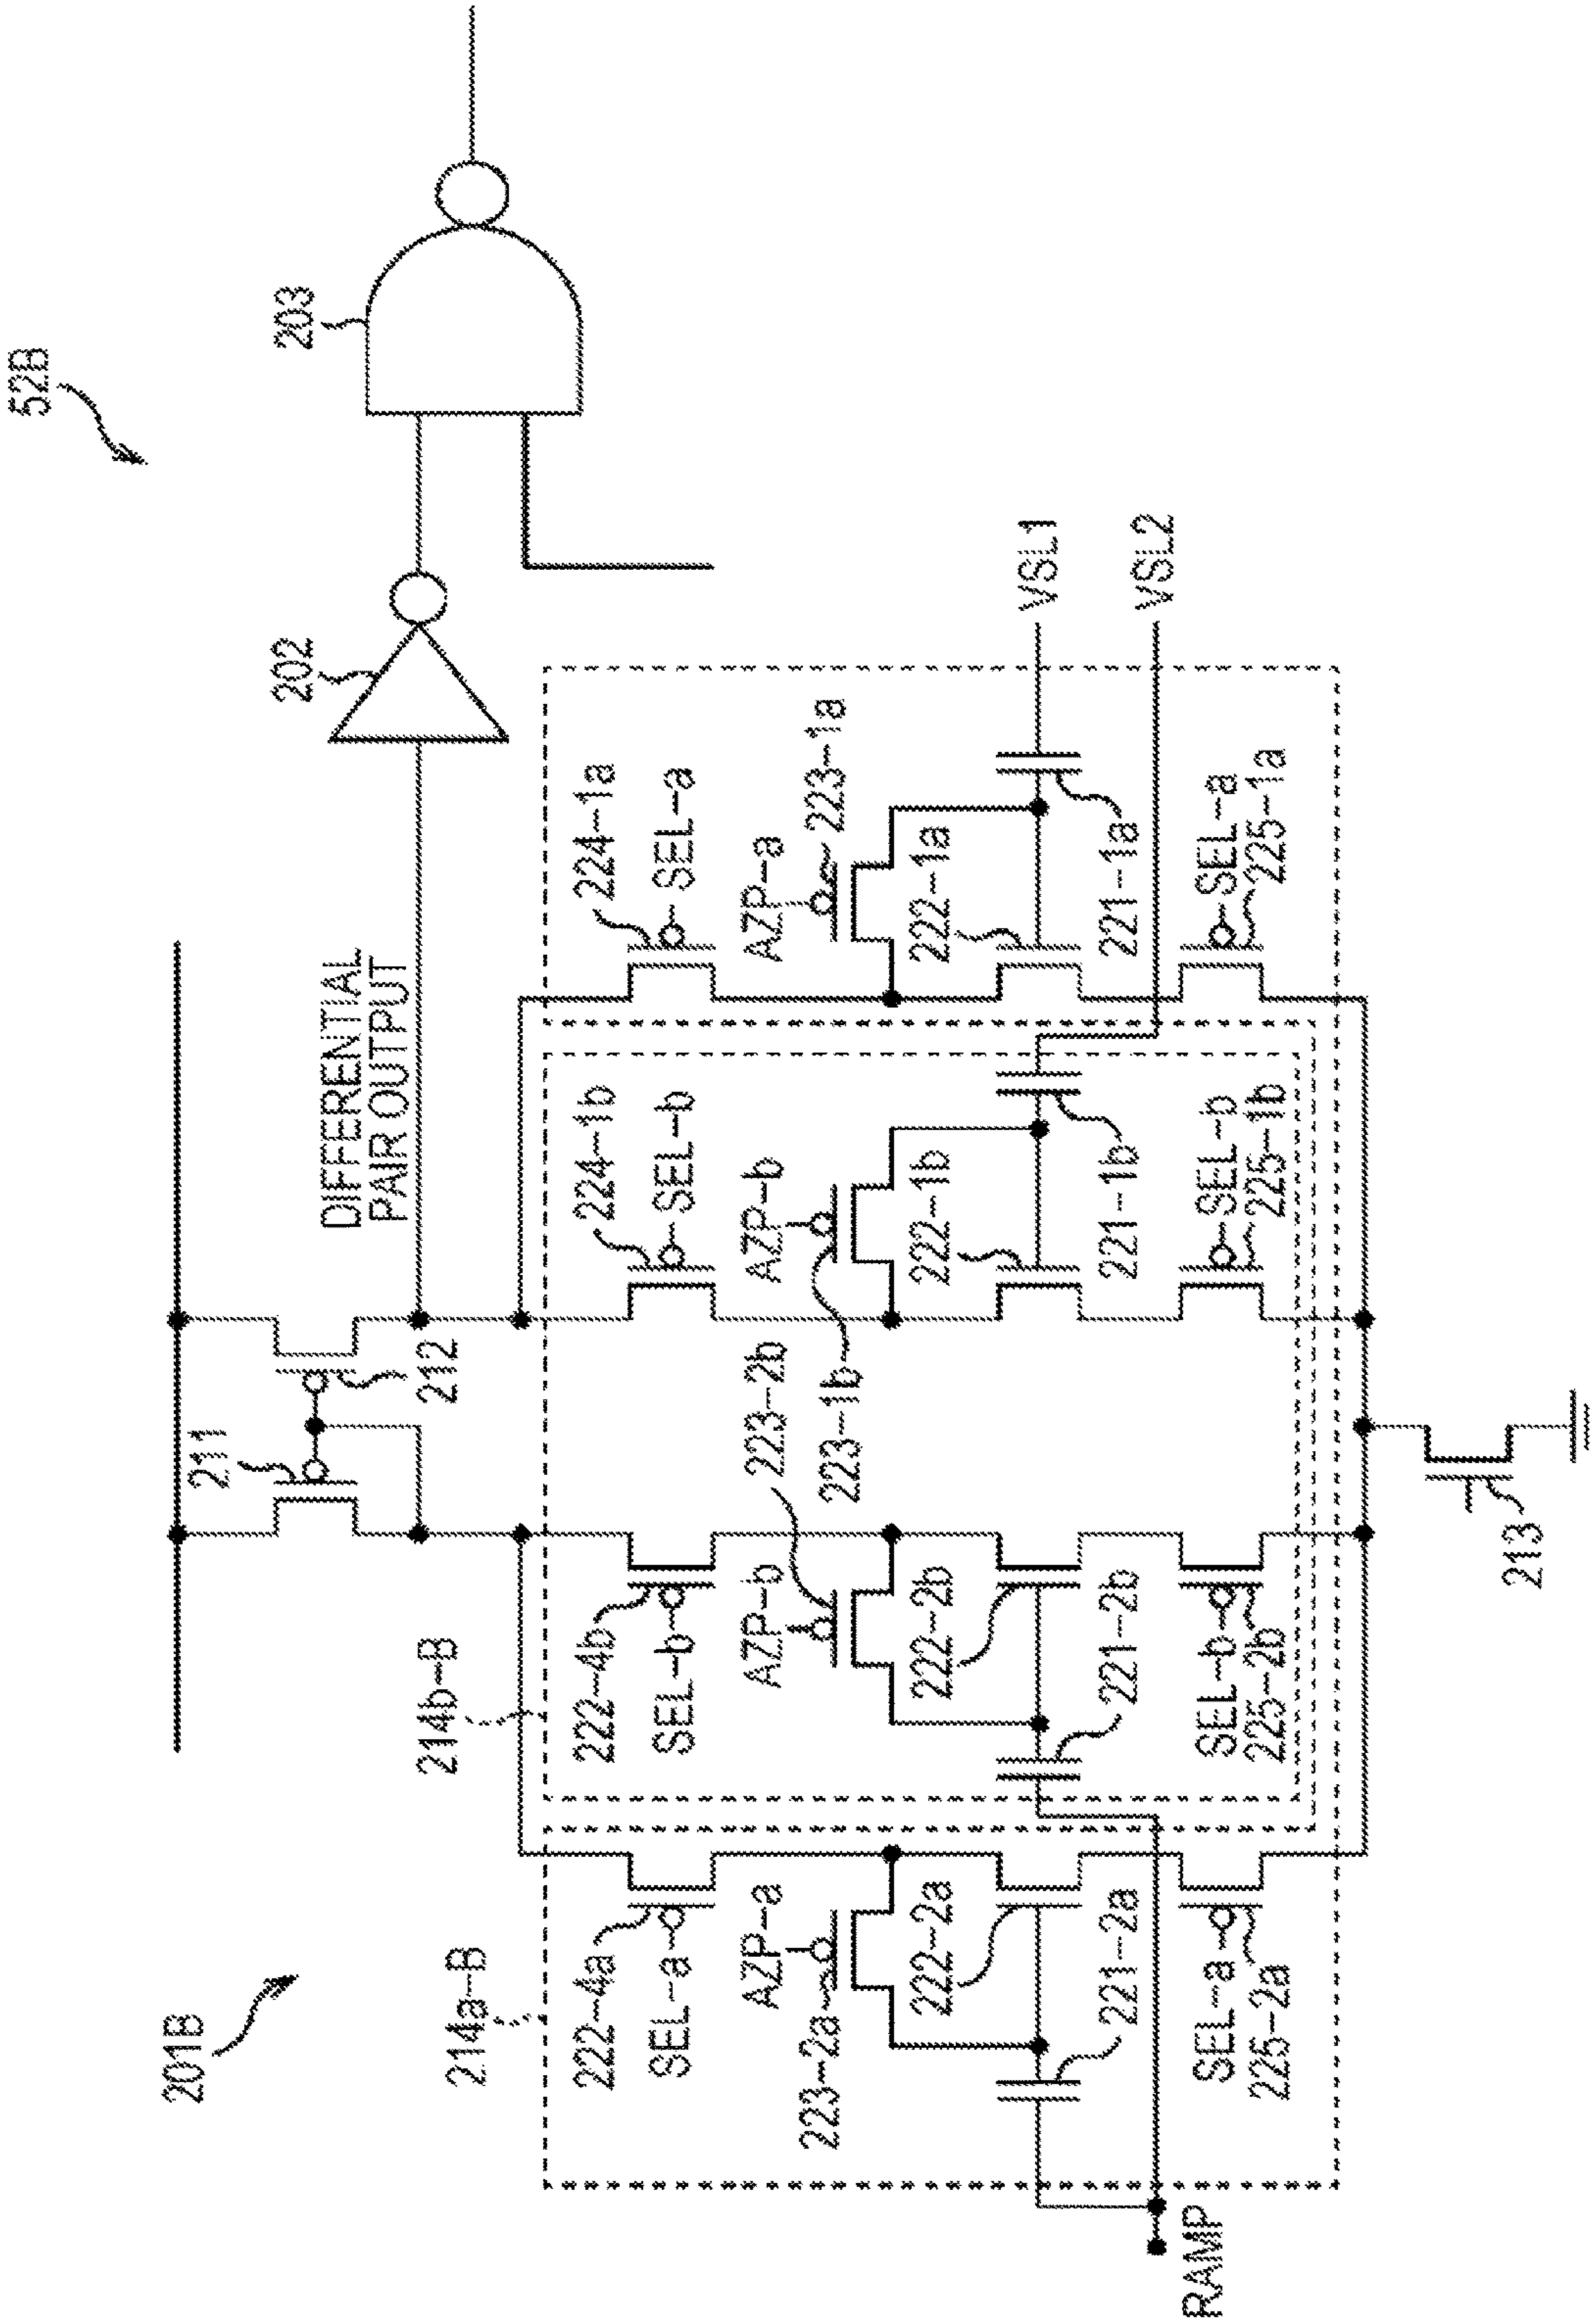 52B
201B
211
212
202
203
DIFFERENTIAL
PAIR OUTPUT
214a-B
214b-B
222-4a
SEL-a
222-4b
SEL-b
224-1b
SEL-b
224-1a
SEL-a
AZP-a
223-2a
AZP-b
223-2b
AZP-b
223-1b
AZP-a
223-1a
222-2a
222-2b
222-1b
222-1a
221-2a
221-2b
221-1b
221-1a
VSL1
VSL2
RAMP
SEL-a
225-2a
SEL-b
225-2b
SEL-b
225-1b
SEL-a
225-1a
213